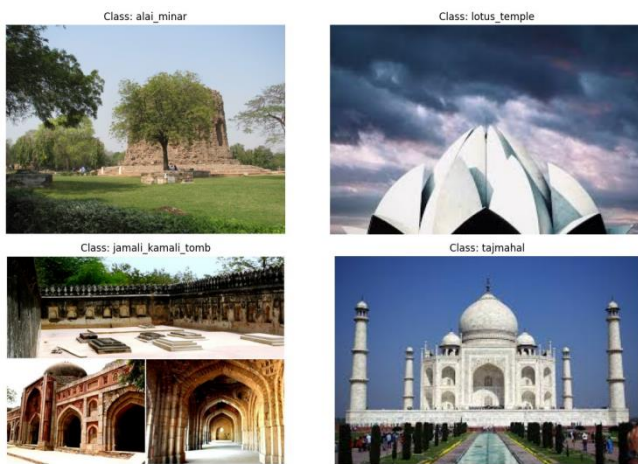 Class: alai_minar
Class: lotus_temple
Class: jamali_kamali_tomb
Class: tajmahal